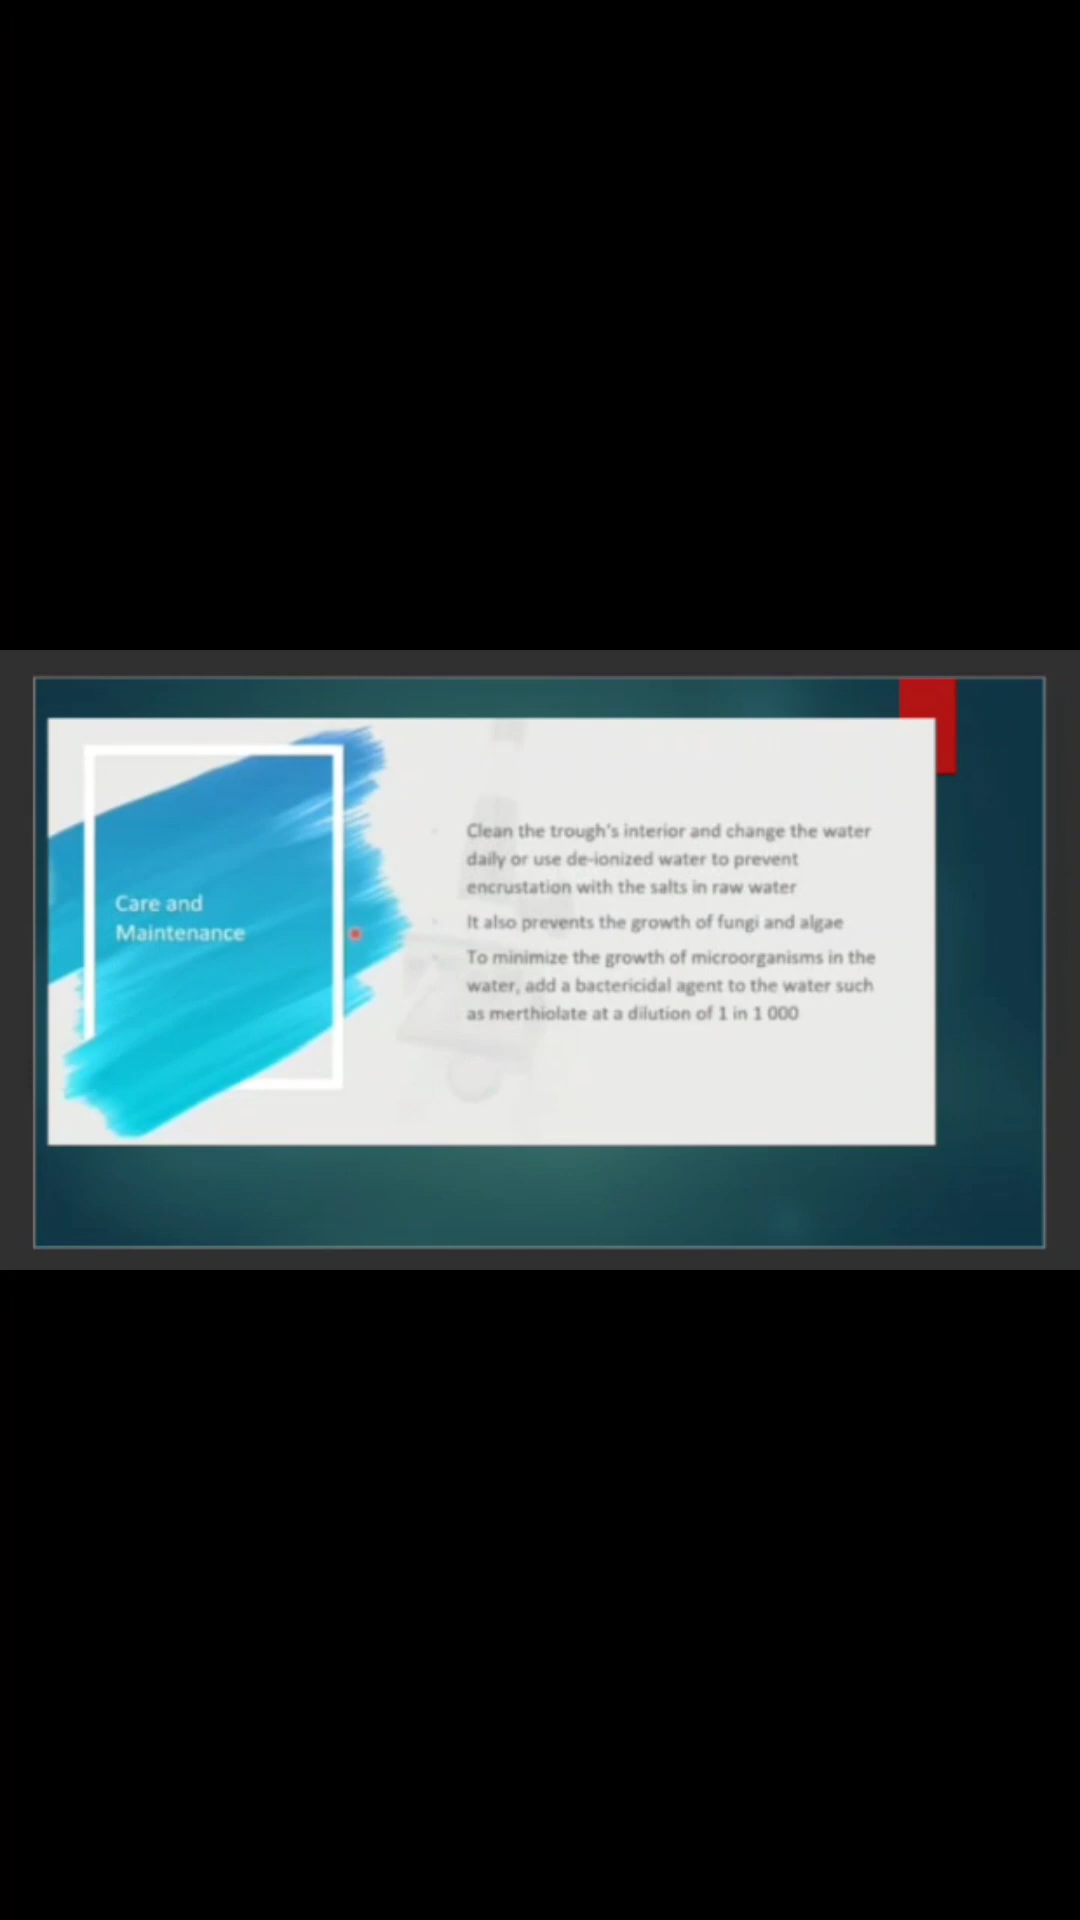 Care and
Maintenance
Clean the trough's interior and change the water
daily or use de-ionized water to prevent
encrustation with the salts in raw water
It also prevents the growth of fungi and algae
To minimize the growth of microorganisms in the
water, add a bactericidal agent to the water such
as merthiolate at a dilution of 1 in 1 000